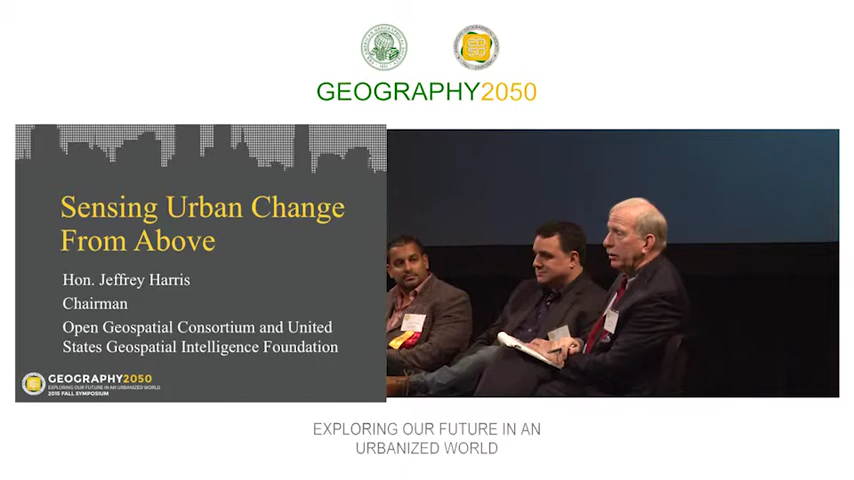 GEOGRAPHY2050
Sensing Urban Change
From Above
Hon. Jeffrey Harris
Chairman
Open Geospatial Consortium and United
States Geospatial Intelligence Foundation
GEOGRAPHY2050
EXPLORING OUR FUTURE IN AN URBANIZED WORLD
2015 FALL SYMPOSIUM
EXPLORING OUR FUTURE IN AN
URBANIZED WORLD